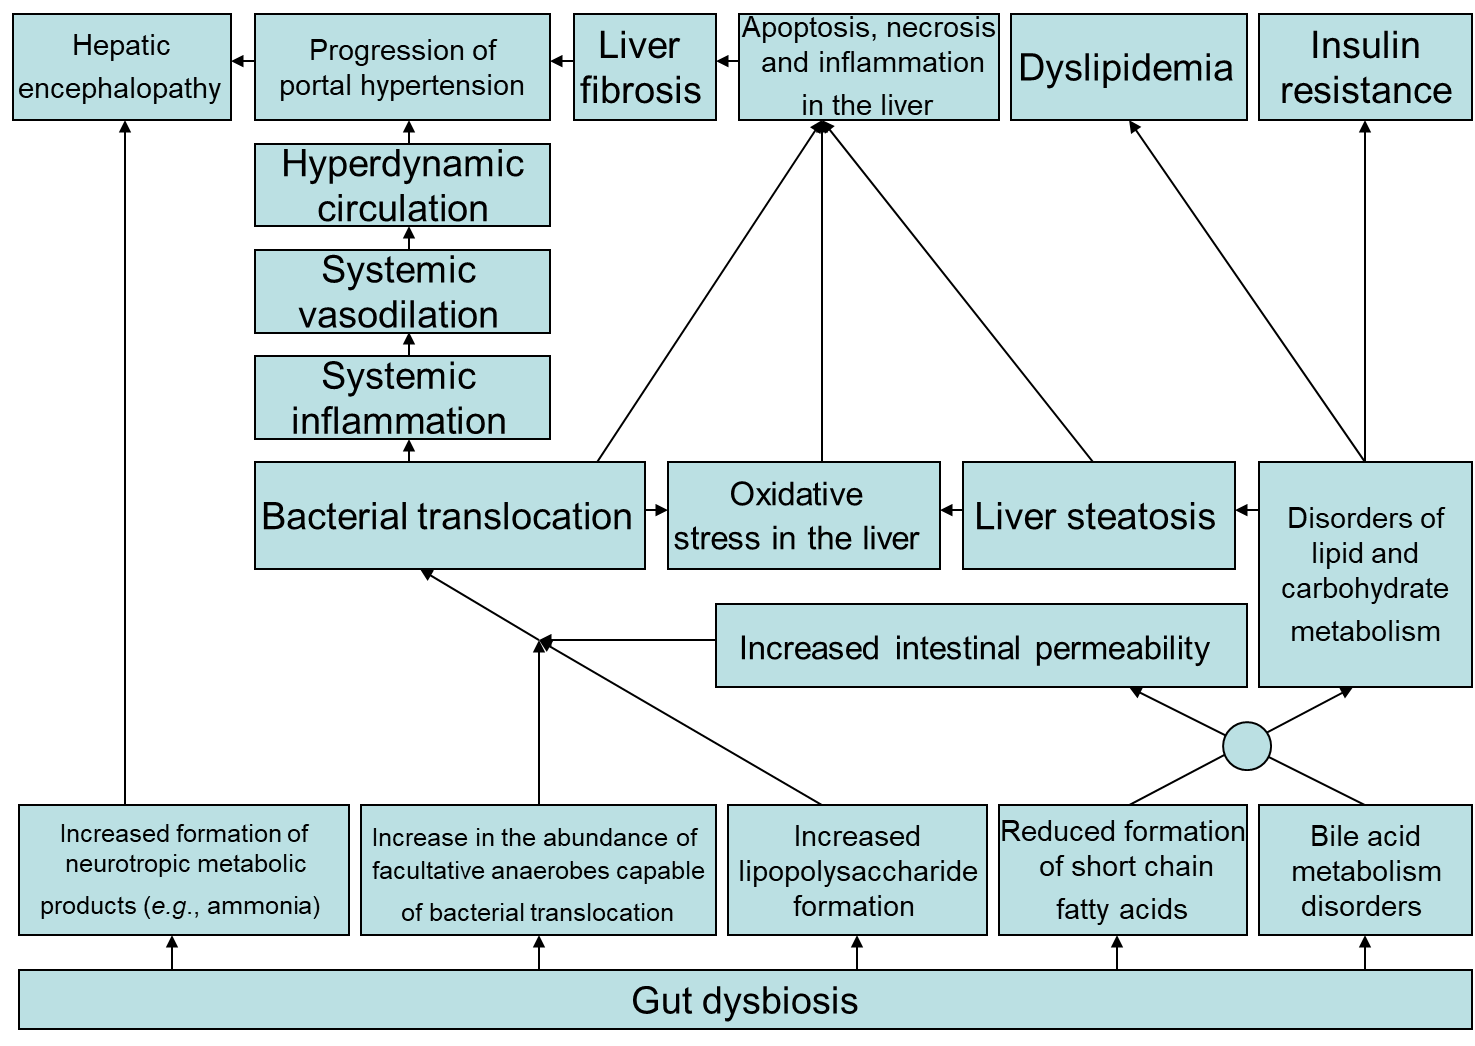 Hepatic
encephalopathy
Progression of
portal hypertension
Liver
fibrosis
Apoptosis, necrosis
and inflammation
in the liver
Dyslipidemia
Insulin
resistance
Hyperdynamic
circulation
Systemic
vasodilation
Systemic
inflammation
Bacterial translocation
Oxidative
stress in the liver
Liver steatosis
Disorders of
lipid and
carbohydrate
metabolism
Increased intestinal permeability
Increased formation of
neurotropic metabolic
products (e.g., ammonia)
Increase in the abundance of
facultative anaerobes capable
of bacterial translocation
Increased
lipopolysaccharide
formation
Reduced formation
of short chain
fatty acids
Bile acid
metabolism
disorders
Gut dysbiosis